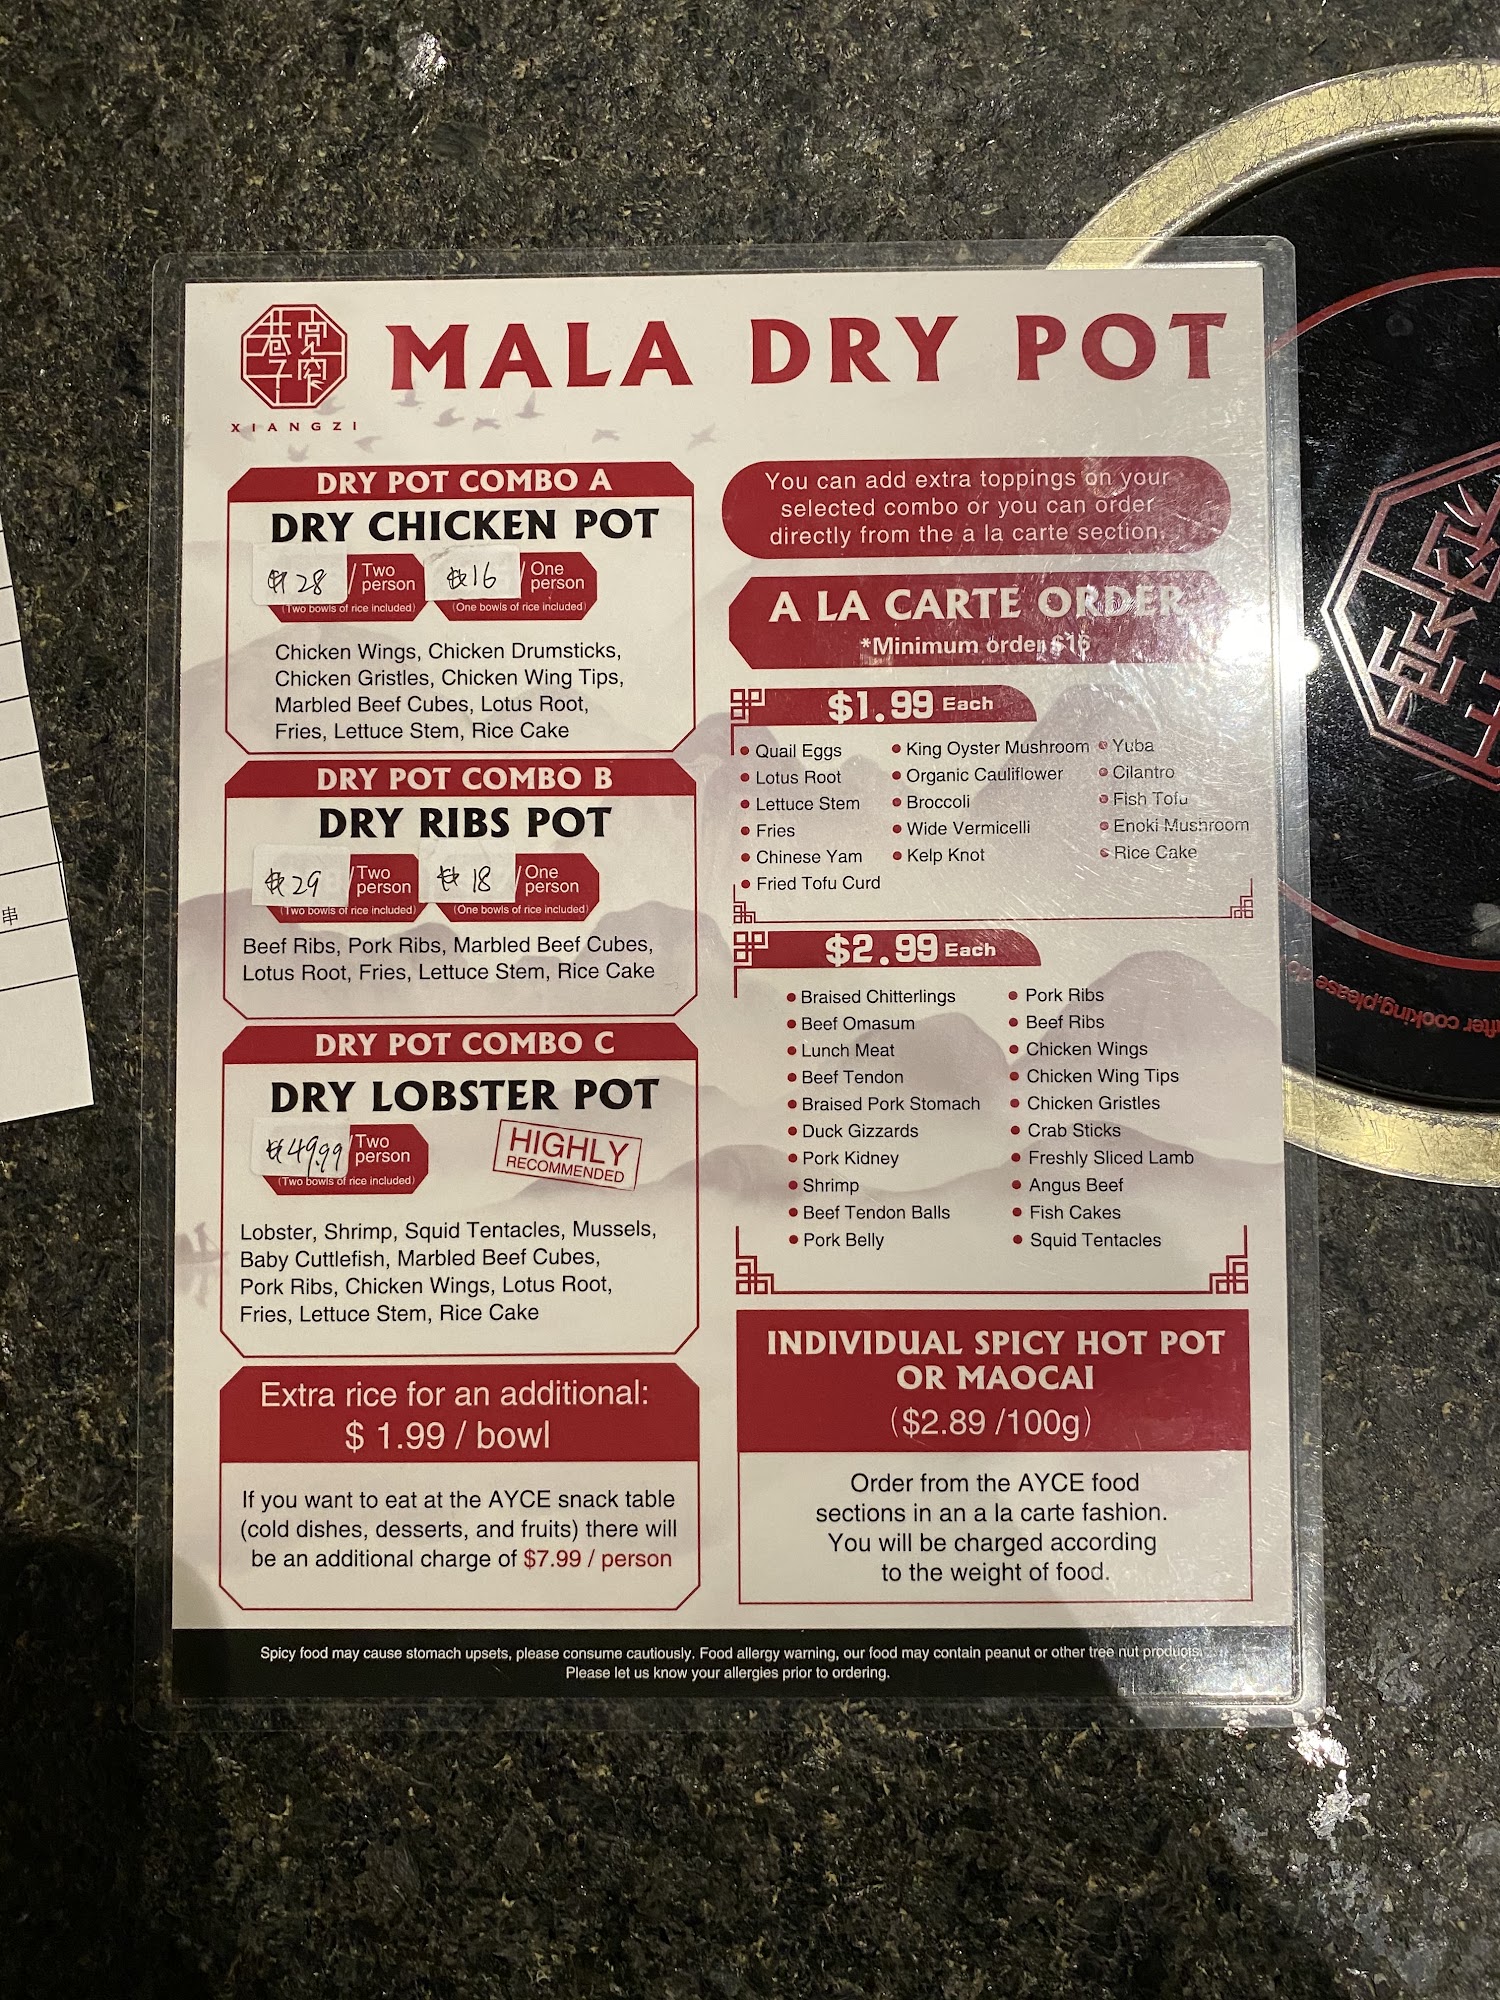 宽窄
巷子
XIANGZI
MALA DRY POT
DRY POT COMBO A
DRY CHICKEN POT
$28 / Two person
(Two bowls of rice included)
$16 / One person
(One bowls of rice included)
Chicken Wings, Chicken Drumsticks,
Chicken Gristles, Chicken Wing Tips,
Marbled Beef Cubes, Lotus Root,
Fries, Lettuce Stem, Rice Cake
DRY POT COMBO B
DRY RIBS POT
$29 / Two person
(Two bowls of rice included)
$18 / One person
(One bowls of rice included)
Beef Ribs, Pork Ribs, Marbled Beef Cubes,
Lotus Root, Fries, Lettuce Stem, Rice Cake
DRY POT COMBO C
DRY LOBSTER POT
$49.99 / Two person
(Two bowls of rice included)
HIGHLY
RECOMMENDED
Lobster, Shrimp, Squid Tentacles, Mussels,
Baby Cuttlefish, Marbled Beef Cubes,
Pork Ribs, Chicken Wings, Lotus Root,
Fries, Lettuce Stem, Rice Cake
Extra rice for an additional:
$ 1.99 / bowl
If you want to eat at the AYCE snack table
(cold dishes, desserts, and fruits) there will
be an additional charge of $7.99 / person
You can add extra toppings on your
selected combo or you can order
directly from the a la carte section.
A LA CARTE ORDER
*Minimum order $16
$1.99 Each
Quail Eggs
Lotus Root
Lettuce Stem
Fries
Chinese Yam
Fried Tofu Curd
King Oyster Mushroom
Organic Cauliflower
Broccoli
Wide Vermicelli
Kelp Knot
Yuba
Cilantro
Fish Tofu
Enoki Mushroom
Rice Cake
$2.99 Each
Braised Chitterlings
Beef Omasum
Lunch Meat
Beef Tendon
Braised Pork Stomach
Duck Gizzards
Pork Kidney
Shrimp
Beef Tendon Balls
Pork Belly
Pork Ribs
Beef Ribs
Chicken Wings
Chicken Wing Tips
Chicken Gristles
Crab Sticks
Freshly Sliced Lamb
Angus Beef
Fish Cakes
Squid Tentacles
INDIVIDUAL SPICY HOT POT
OR MAOCAI
($2.89 /100g)
Order from the AYCE food
sections in an a la carte fashion.
You will be charged according
to the weight of food.
Spicy food may cause stomach upsets, please consume cautiously. Food allergy warning, our food may contain peanut or other tree nut products.
Please let us know your allergies prior to ordering.
串
after cooking,please do